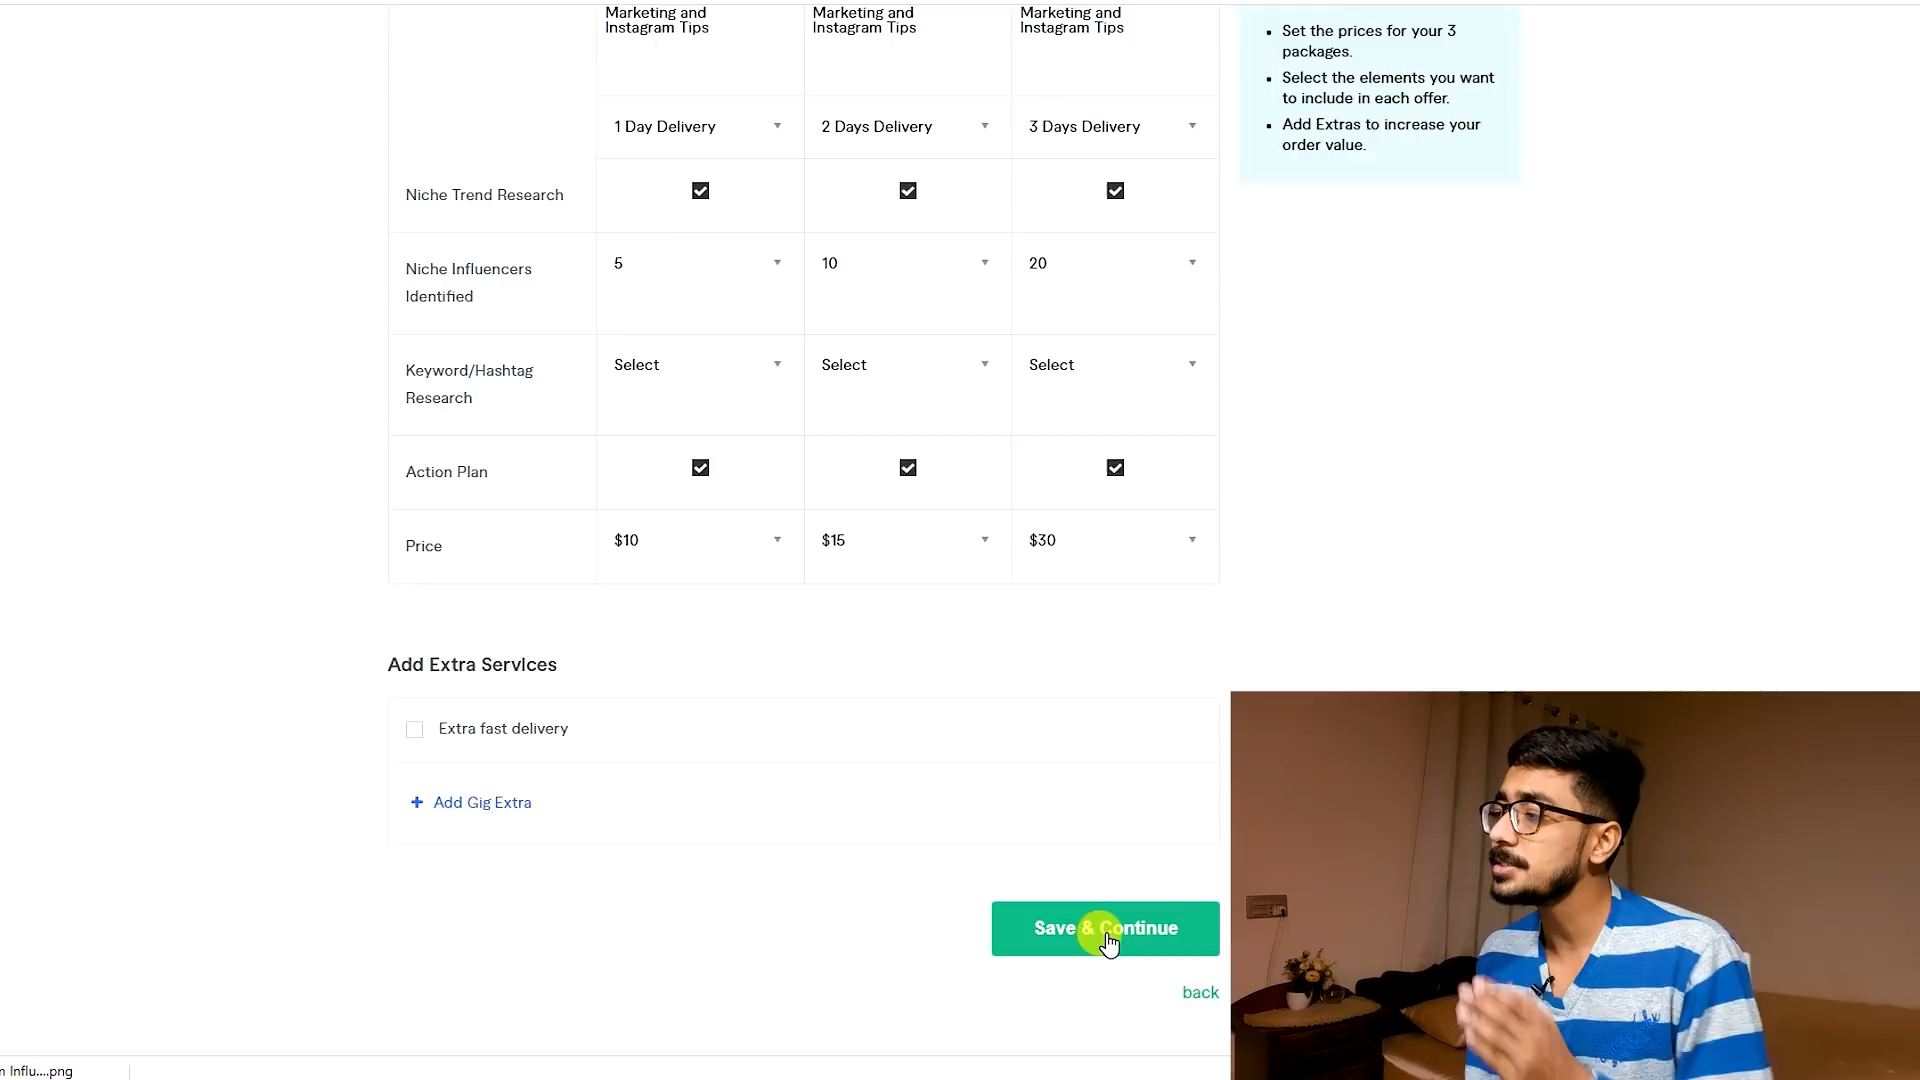 Marketing and
Instagram Tips
Marketing and
Instagram Tips
Marketing and
Instagram Tips
1 Day Delivery
2 Days Delivery
3 Days Delivery
Niche Trend Research
Niche Influencers
Identified
5
10
20
Keyword/Hashtag
Research
Select
Select
Select
Action Plan
Price
$10
$15
$30
Add Extra Services
Extra fast delivery
+ Add Gig Extra
Save & Continue
back
Set the prices for your 3
packages.
Select the elements you want
to include in each offer.
Add Extras to increase your
order value.
n Influ....png